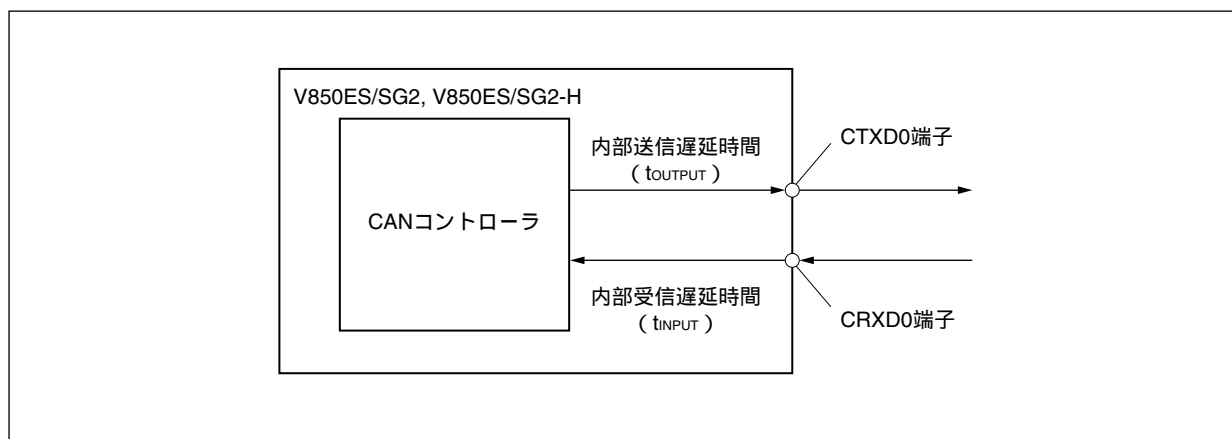 V850ES/SG2, V850ES/SG2-H
CANコントローラ
内部送信遅延時間
( tOUTPUT )
CTXD0端子
内部受信遅延時間
( tINPUT )
CRXD0端子